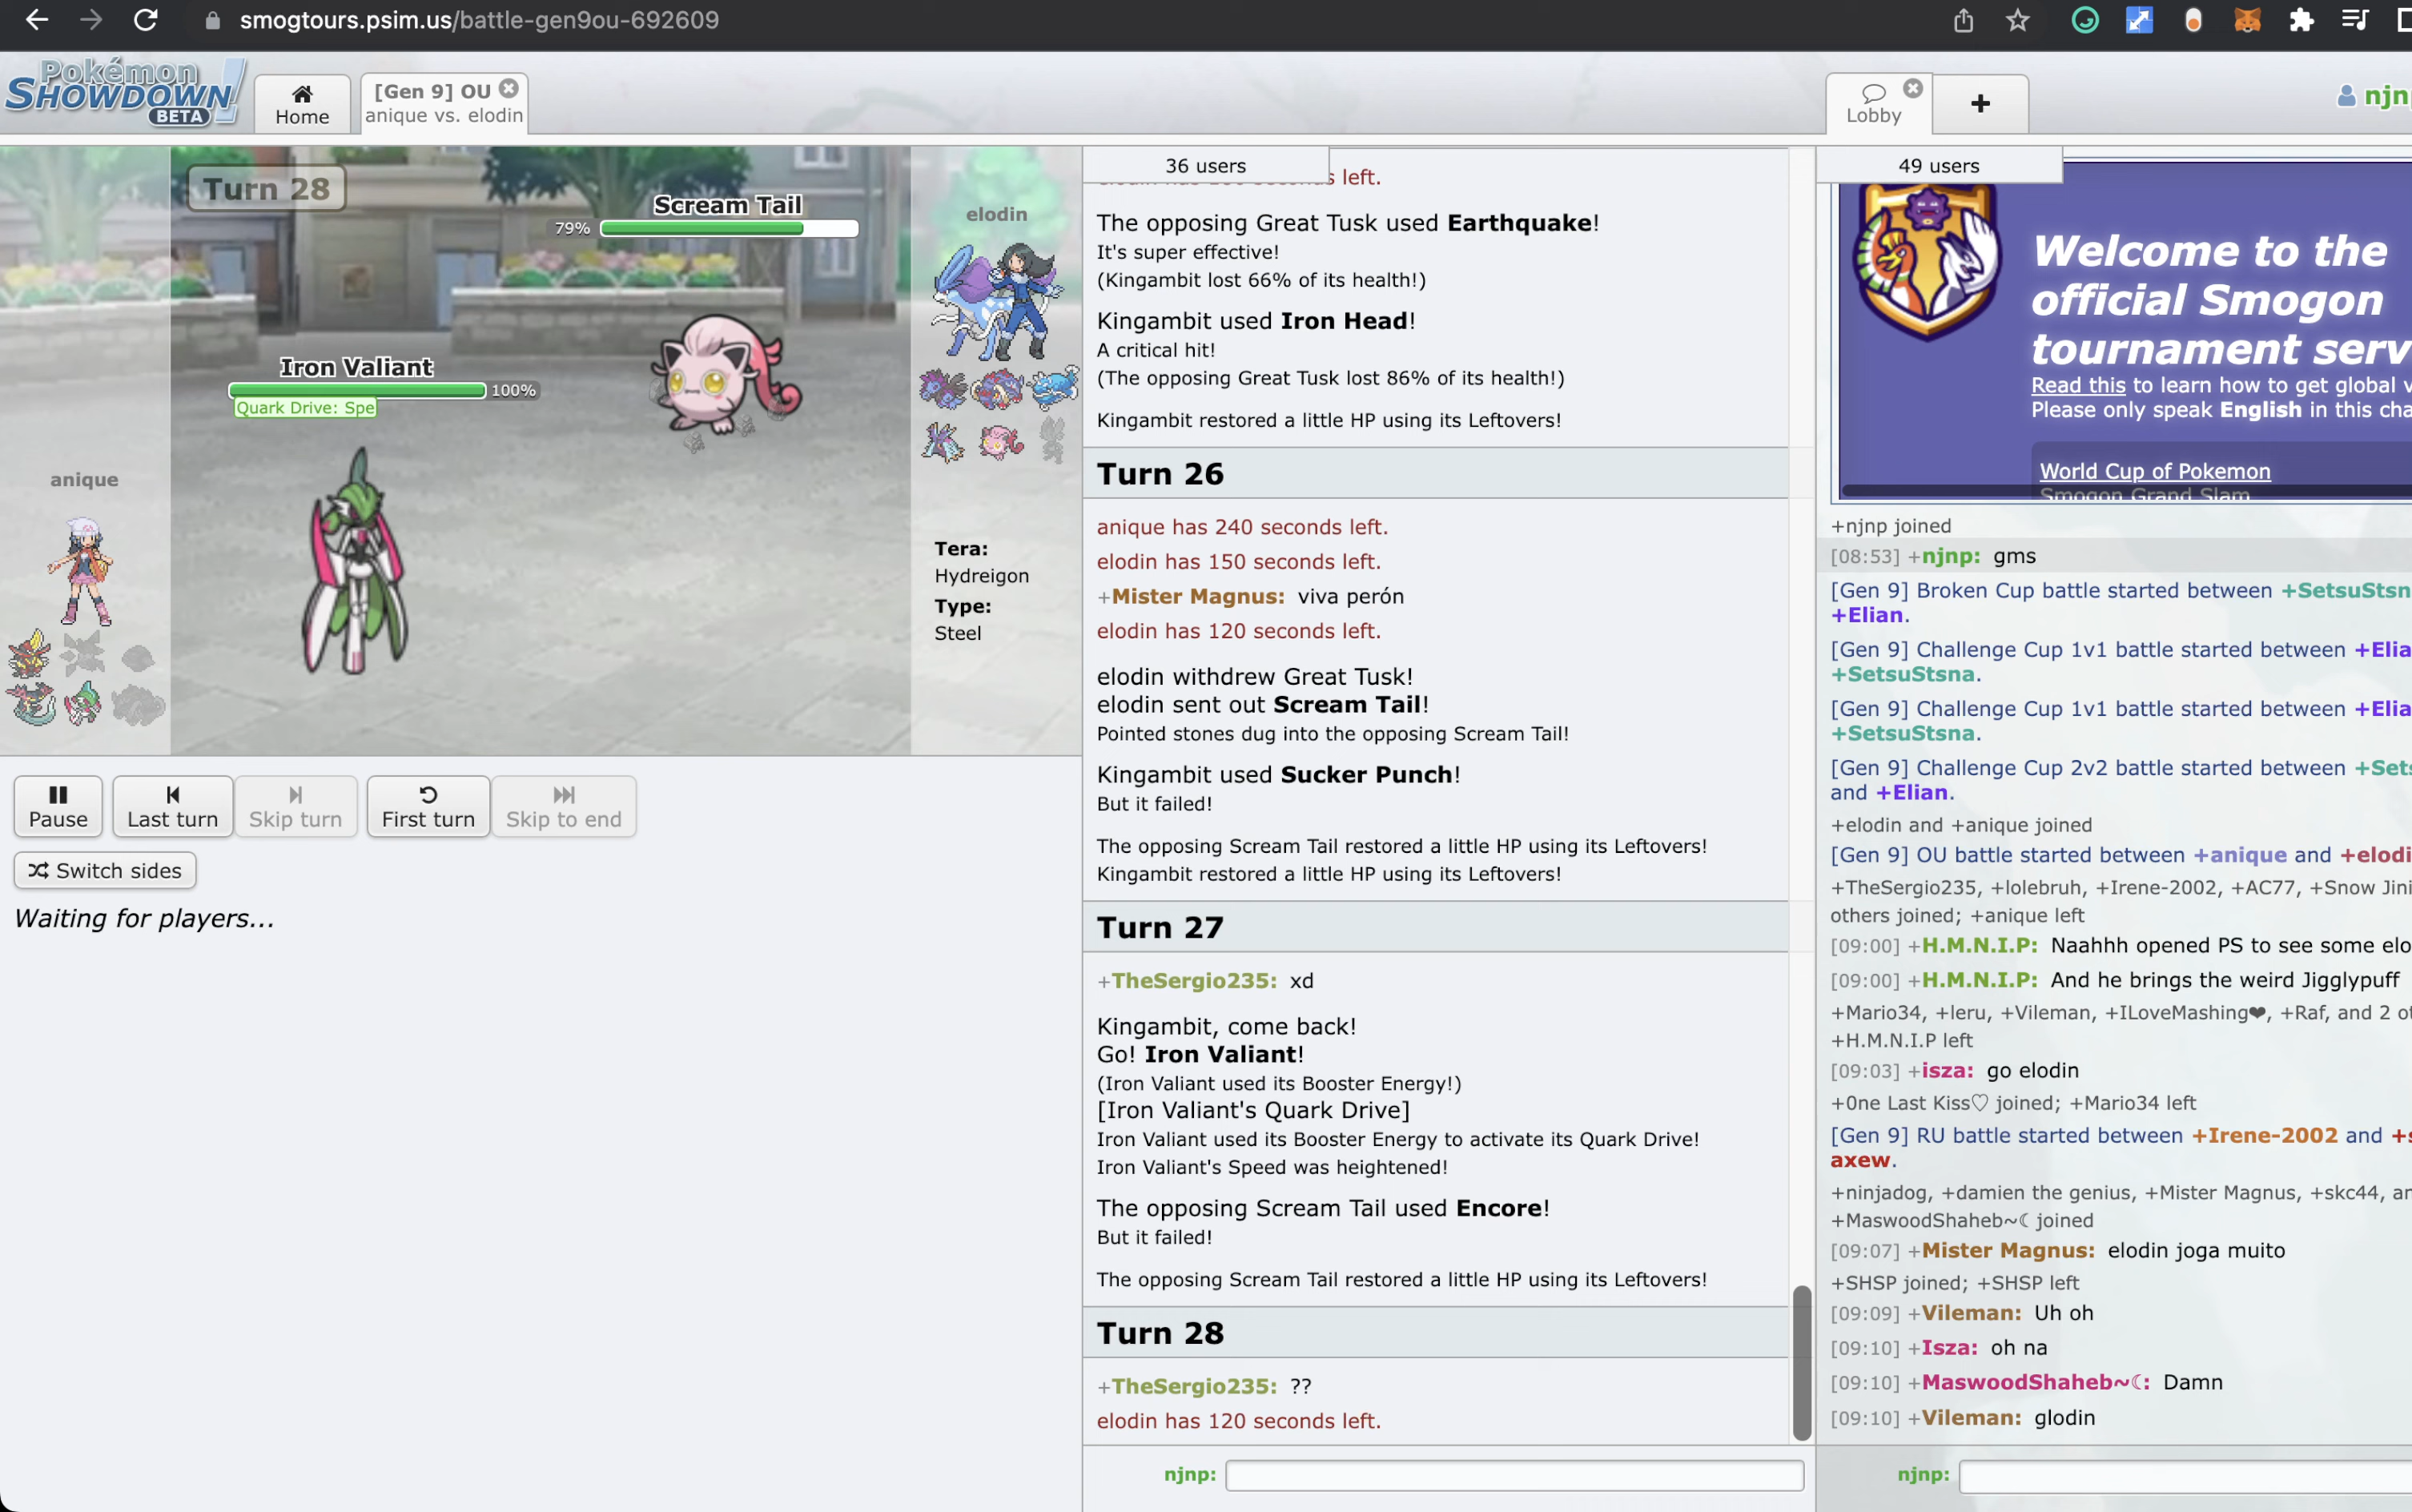 smogtours.psim.us/battle-gen9ou-692609
Pokémon
SHOWDOWN!
BETA
Home
[Gen 9] OU
anique vs. elodin
Lobby
+
Turn 28
Scream Tail
79%
Iron Valiant
100%
Quark Drive: Spe
anique
elodin
Tera:
Hydreigon
Type:
Steel
Pause
Last turn
Skip turn
First turn
Skip to end
Switch sides
Waiting for players...
36 users
s left.
The opposing Great Tusk used Earthquake!
It's super effective!
(Kingambit lost 66% of its health!)
Kingambit used Iron Head!
A critical hit!
(The opposing Great Tusk lost 86% of its health!)
Kingambit restored a little HP using its Leftovers!
Turn 26
anique has 240 seconds left.
elodin has 150 seconds left.
+Mister Magnus: viva perón
elodin has 120 seconds left.
elodin withdrew Great Tusk!
elodin sent out Scream Tail!
Pointed stones dug into the opposing Scream Tail!
Kingambit used Sucker Punch!
But it failed!
The opposing Scream Tail restored a little HP using its Leftovers!
Kingambit restored a little HP using its Leftovers!
Turn 27
+TheSergio235: xd
Kingambit, come back!
Go! Iron Valiant!
(Iron Valiant used its Booster Energy!)
[Iron Valiant's Quark Drive]
Iron Valiant used its Booster Energy to activate its Quark Drive!
Iron Valiant's Speed was heightened!
The opposing Scream Tail used Encore!
But it failed!
The opposing Scream Tail restored a little HP using its Leftovers!
Turn 28
+TheSergio235: ??
elodin has 120 seconds left.
njnp:
njnp
49 users
Welcome to the
official Smogon
tournament serv
Read this to learn how to get global v
Please only speak English in this cha
World Cup of Pokemon
Smogon Grand Slam
+njnp joined
[08:53] +njnp: gms
[Gen 9] Broken Cup battle started between +SetsuStsn
+Elian.
[Gen 9] Challenge Cup 1v1 battle started between +Elia
+SetsuStsna.
[Gen 9] Challenge Cup 1v1 battle started between +Elia
+SetsuStsna.
[Gen 9] Challenge Cup 2v2 battle started between +Sets
and +Elian.
+elodin and +anique joined
[Gen 9] OU battle started between +anique and +elodi
+TheSergio235, +lolebruh, +Irene-2002, +AC77, +Snow Jini
others joined; +anique left
[09:00] +H.M.N.I.P: Naahhh opened PS to see some elo
[09:00] +H.M.N.I.P: And he brings the weird Jigglypuff
+Mario34, +leru, +Vileman, +ILoveMashing❤, +Raf, and 2 ot
+H.M.N.I.P left
[09:03] +isza: go elodin
+0ne Last Kiss♡ joined; +Mario34 left
[Gen 9] RU battle started between +Irene-2002 and +s
axew.
+ninjadog, +damien the genius, +Mister Magnus, +skc44, an
+MaswoodShaheb~☾ joined
[09:07] +Mister Magnus: elodin joga muito
+SHSP joined; +SHSP left
[09:09] +Vileman: Uh oh
[09:10] +Isza: oh na
[09:10] +MaswoodShaheb~☾: Damn
[09:10] +Vileman: glodin
njnp: